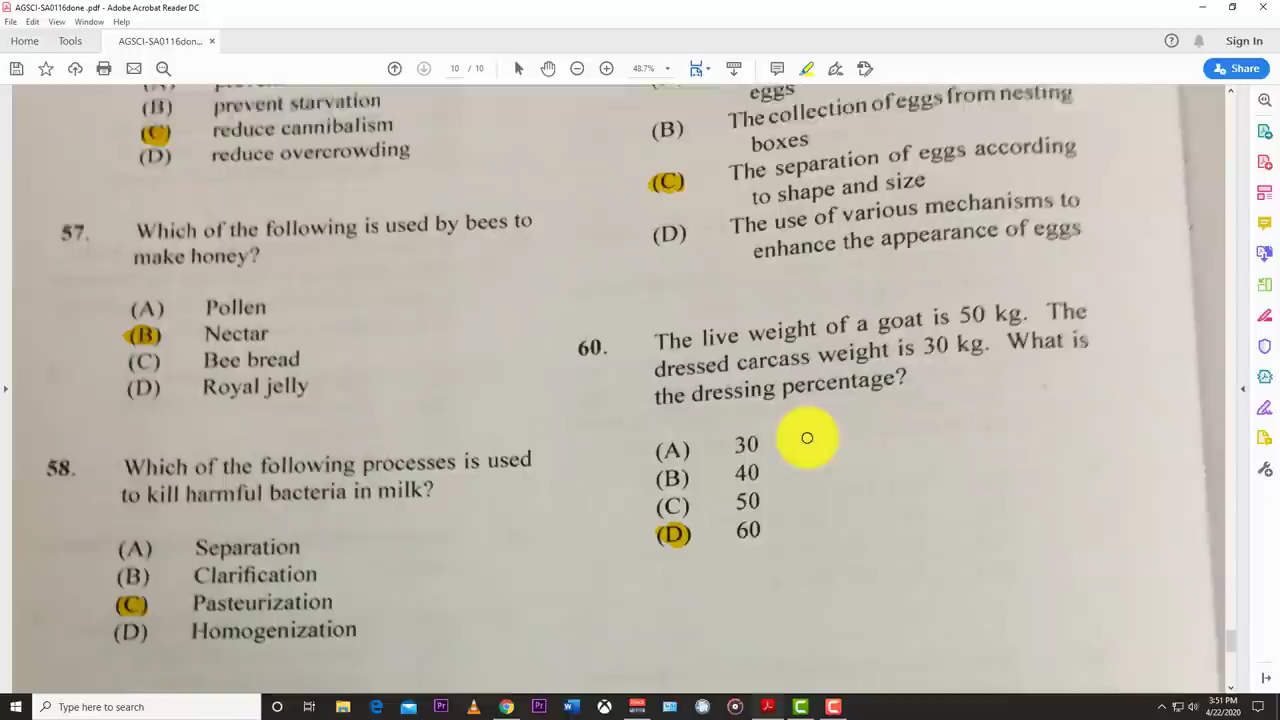 AGSCI-SA0116done .pdf - Adobe Acrobat Reader DC
File Edit View Window Help
Home Tools AGSCI-SA0116don... × Sign In
10 / 10 48.7% Share
(B) prevent starvation
(C) reduce cannibalism
(D) reduce overcrowding
57. Which of the following is used by bees to
make honey?
(A) Pollen
(B) Nectar
(C) Bee bread
(D) Royal jelly
58. Which of the following processes is used
to kill harmful bacteria in milk?
(A) Separation
(B) Clarification
(C) Pasteurization
(D) Homogenization
eggs
(B) The collection of eggs from nesting
boxes
(C) The separation of eggs according
to shape and size
(D) The use of various mechanisms to
enhance the appearance of eggs
60. The live weight of a goat is 50 kg. The
dressed carcass weight is 30 kg. What is
the dressing percentage?
(A) 30
(B) 40
(C) 50
(D) 60
Type here to search
3:51 PM
4/22/2020